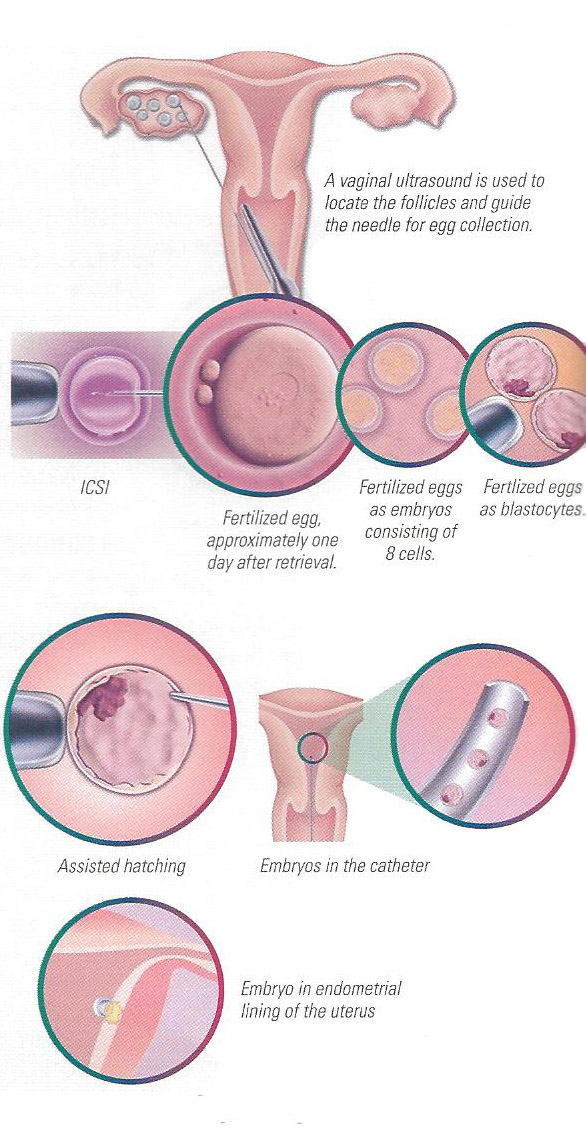 A vaginal ultrasound is used to
locate the follicles and guide
the needle for egg collection.
ICSI
Fertilized egg,
approximately one
day after retrieval.
Fertilized eggs
as embryos
consisting of
8 cells.
Fertlized eggs
as blastocytes.
Assisted hatching
Embryos in the catheter
Embryo in endometrial
lining of the uterus